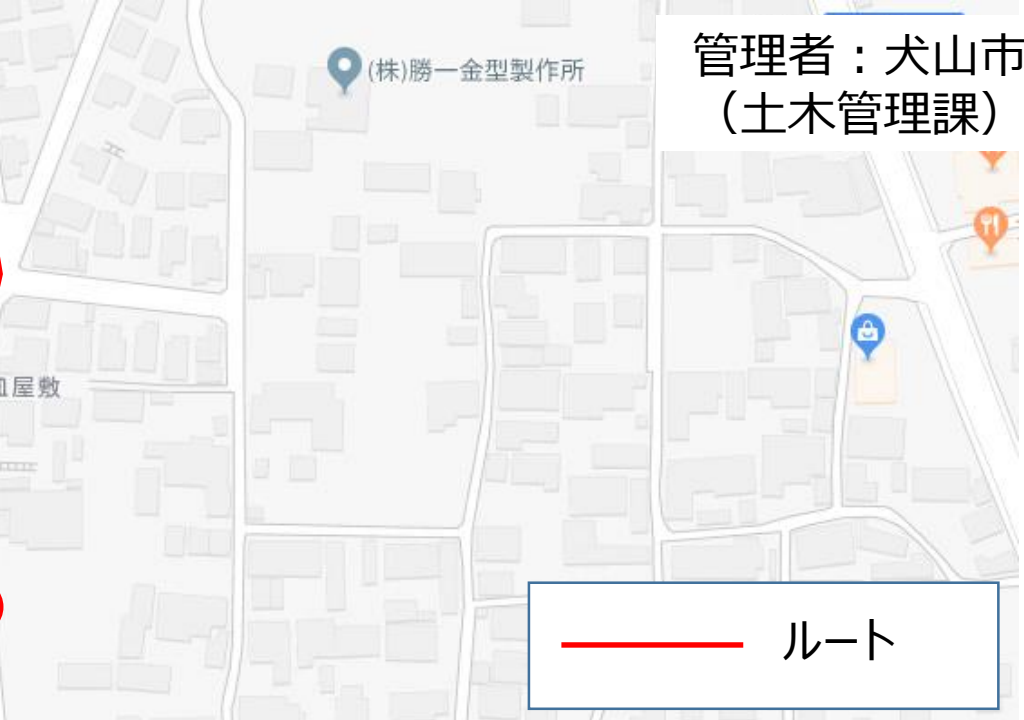 (株)勝一金型製作所
管理者：犬山市
（土木管理課）
屋敷
ルート